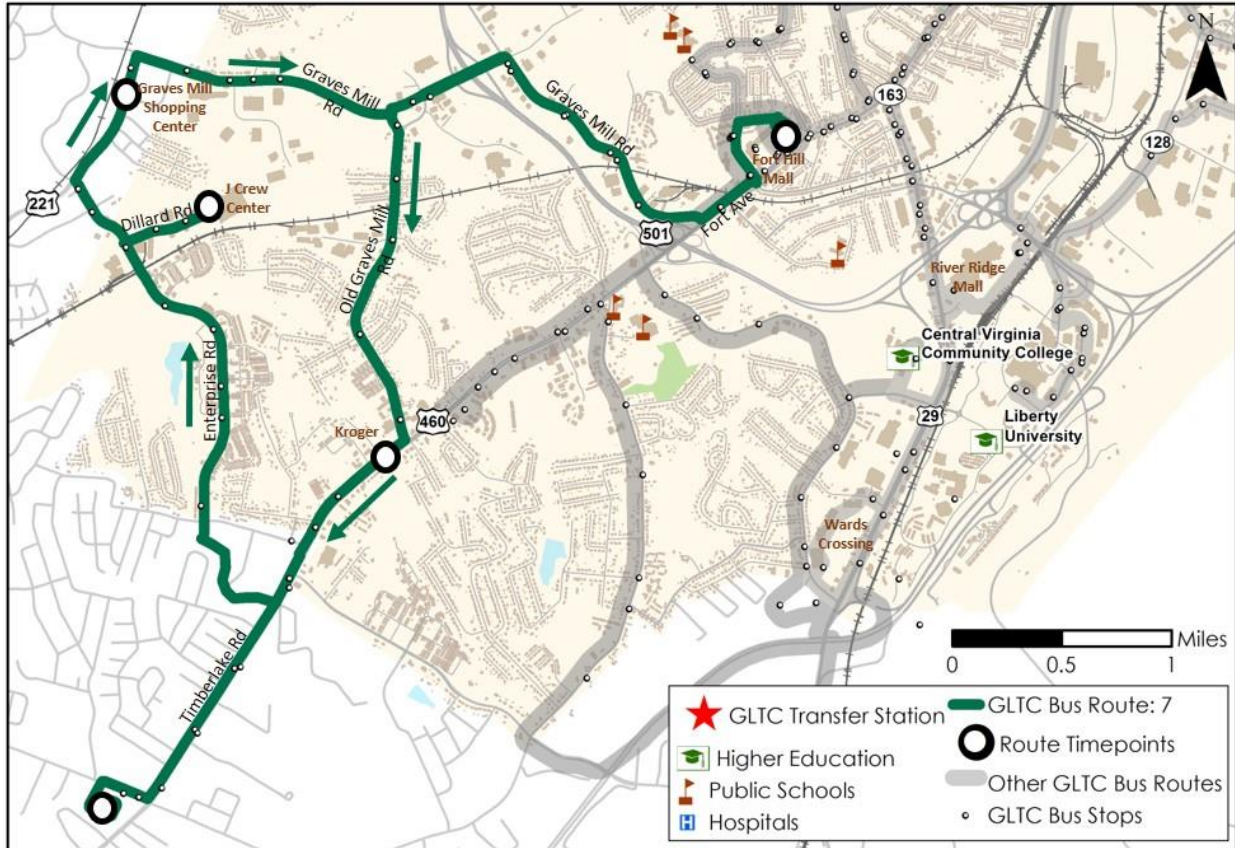 N
Graves Mill
Shopping
Center
Graves Mill
Rd
Graves Mill Rd
163
Fort Hill
Mall
128
221
J Crew
Center
Dillard Rd
Old Graves Mill
Rd
501
Fort Ave
River Ridge
Mall
Central Virginia
Community College
Enterprise Rd
Kroger
460
29
Liberty
University
Wards
Crossing
Timberlake Rd
Miles
0 0.5 1
GLTC Transfer Station
Higher Education
Public Schools
Hospitals
GLTC Bus Route: 7
Route Timepoints
Other GLTC Bus Routes
GLTC Bus Stops
H